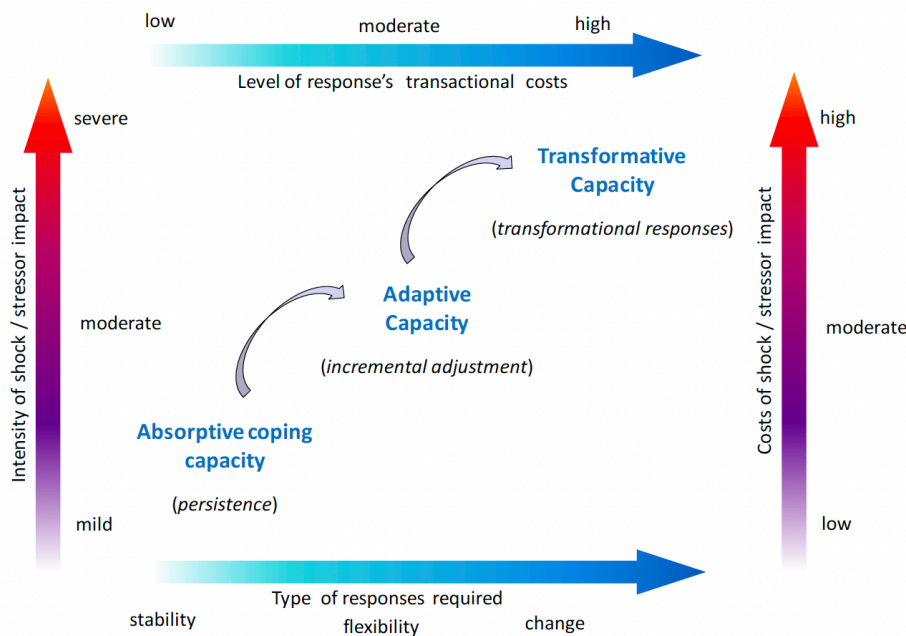 low
moderate
high
Level of response's transactional costs
severe
high
Transformative
Capacity
(transformational responses)
Intensity of shock / stressor impact
Costs of shock / stressor impact
Adaptive
Capacity
moderate
moderate
(incremental adjustment)
Absorptive coping
capacity
(persistence)
mild
low
Type of responses required
stability
flexibility
change